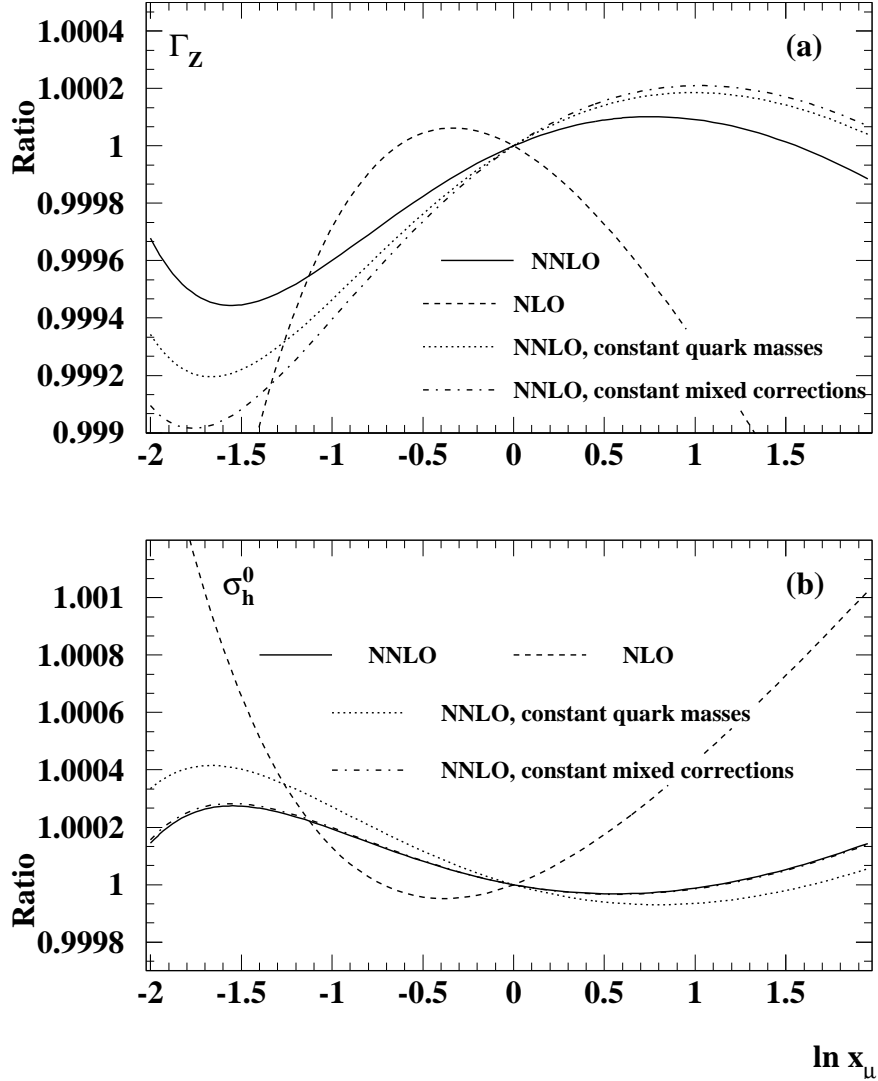 1.0004
Γ_Z
(a)
1.0002
Ratio
1
0.9998
0.9996
NNLO
0.9994
NLO
NNLO, constant quark masses
0.9992
NNLO, constant mixed corrections
0.999
-2 -1.5 -1 -0.5 0 0.5 1 1.5
σ_h^0
(b)
1.001
1.0008
NNLO NLO
1.0006
NNLO, constant quark masses
1.0004
NNLO, constant mixed corrections
1.0002
Ratio
1
0.9998
-2 -1.5 -1 -0.5 0 0.5 1 1.5
ln x_μ